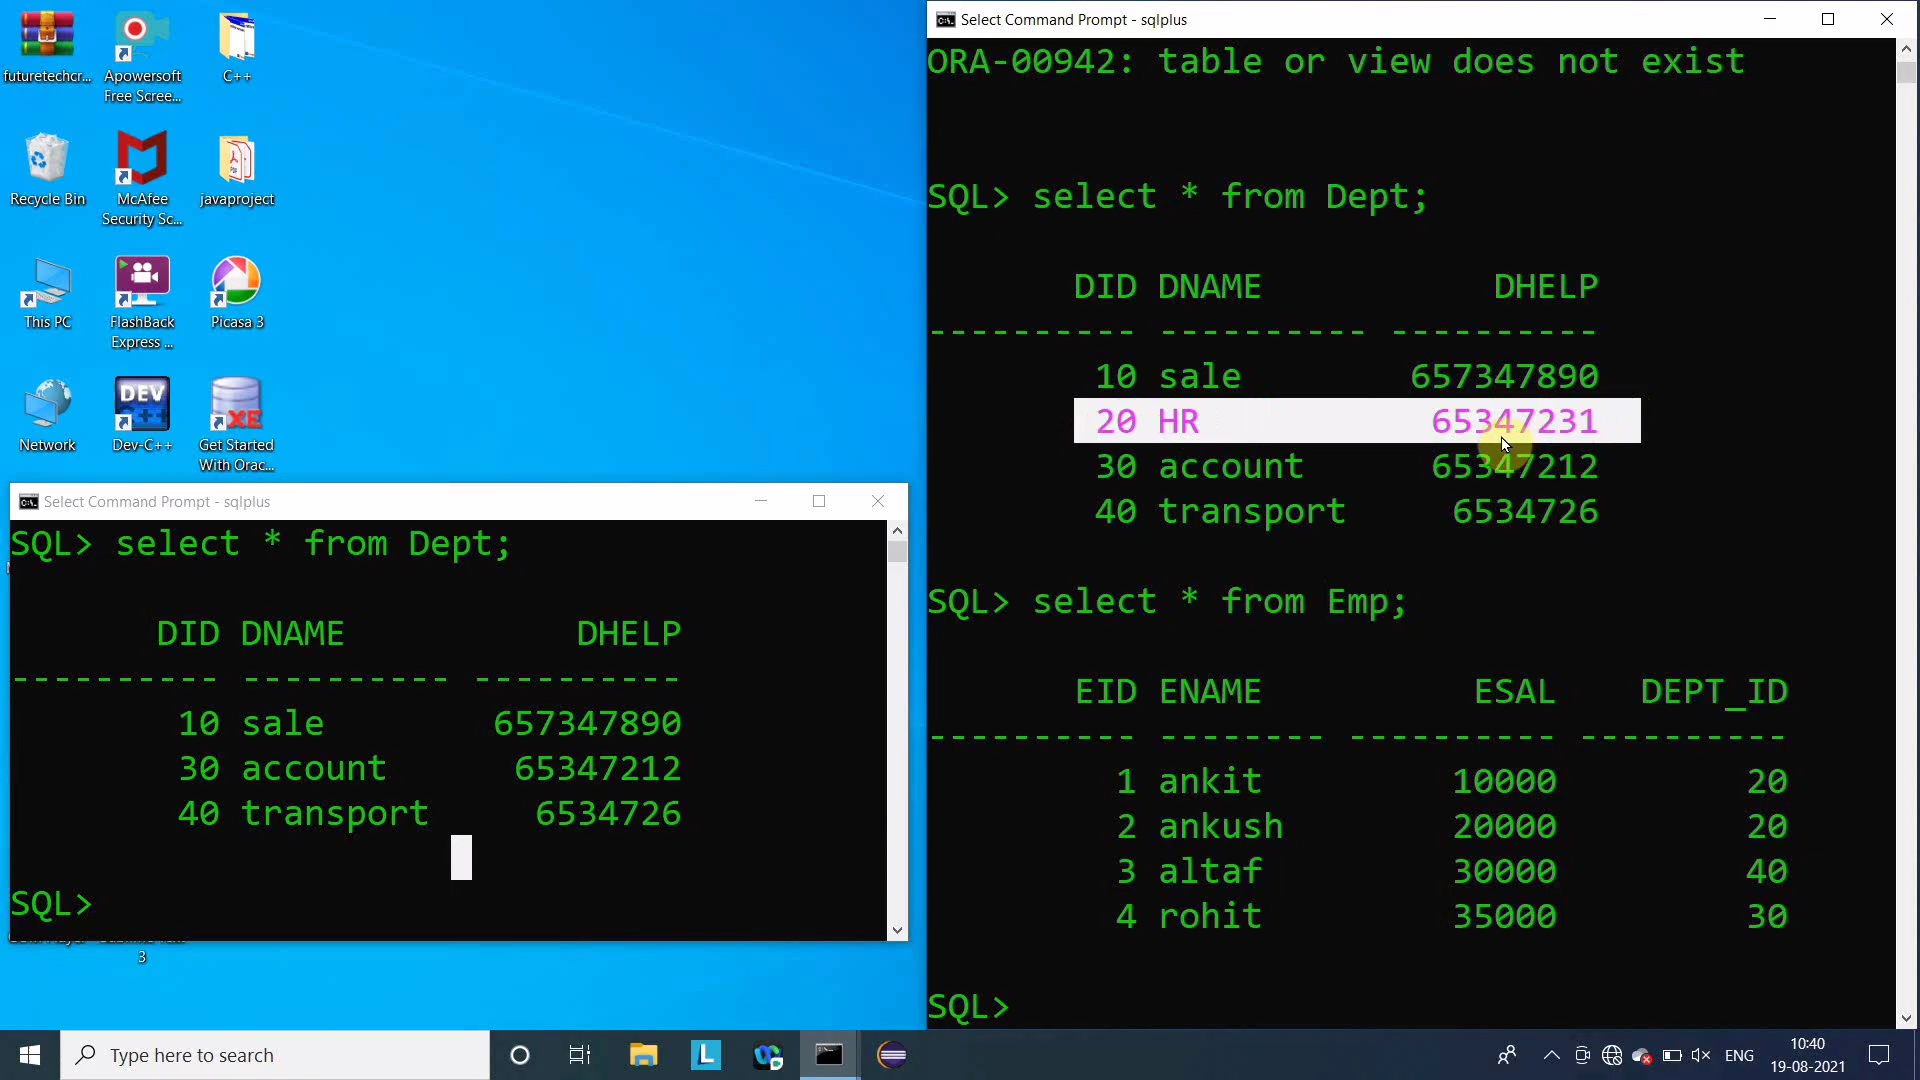 futuretechcr...
Apowersoft
Free Scree...
C++
Recycle Bin
McAfee
Security Sc...
javaproject
This PC
FlashBack
Express ...
Picasa 3
Network
DEV
Dev-C++
XE
Get Started
With Orac...
3
Select Command Prompt - sqlplus
SQL> select * from Dept;
DID DNAME DHELP
---------- ---------- ----------
10 sale 657347890
30 account 65347212
40 transport 6534726
SQL>
Select Command Prompt - sqlplus
ORA-00942: table or view does not exist
SQL> select * from Dept;
DID DNAME DHELP
---------- ---------- ----------
10 sale 657347890
20 HR 65347231
30 account 65347212
40 transport 6534726
SQL> select * from Emp;
EID ENAME ESAL DEPT_ID
---------- -------- ---------- ----------
1 ankit 10000 20
2 ankush 20000 20
3 altaf 30000 40
4 rohit 35000 30
SQL>
Type here to search
L
ENG
10:40
19-08-2021